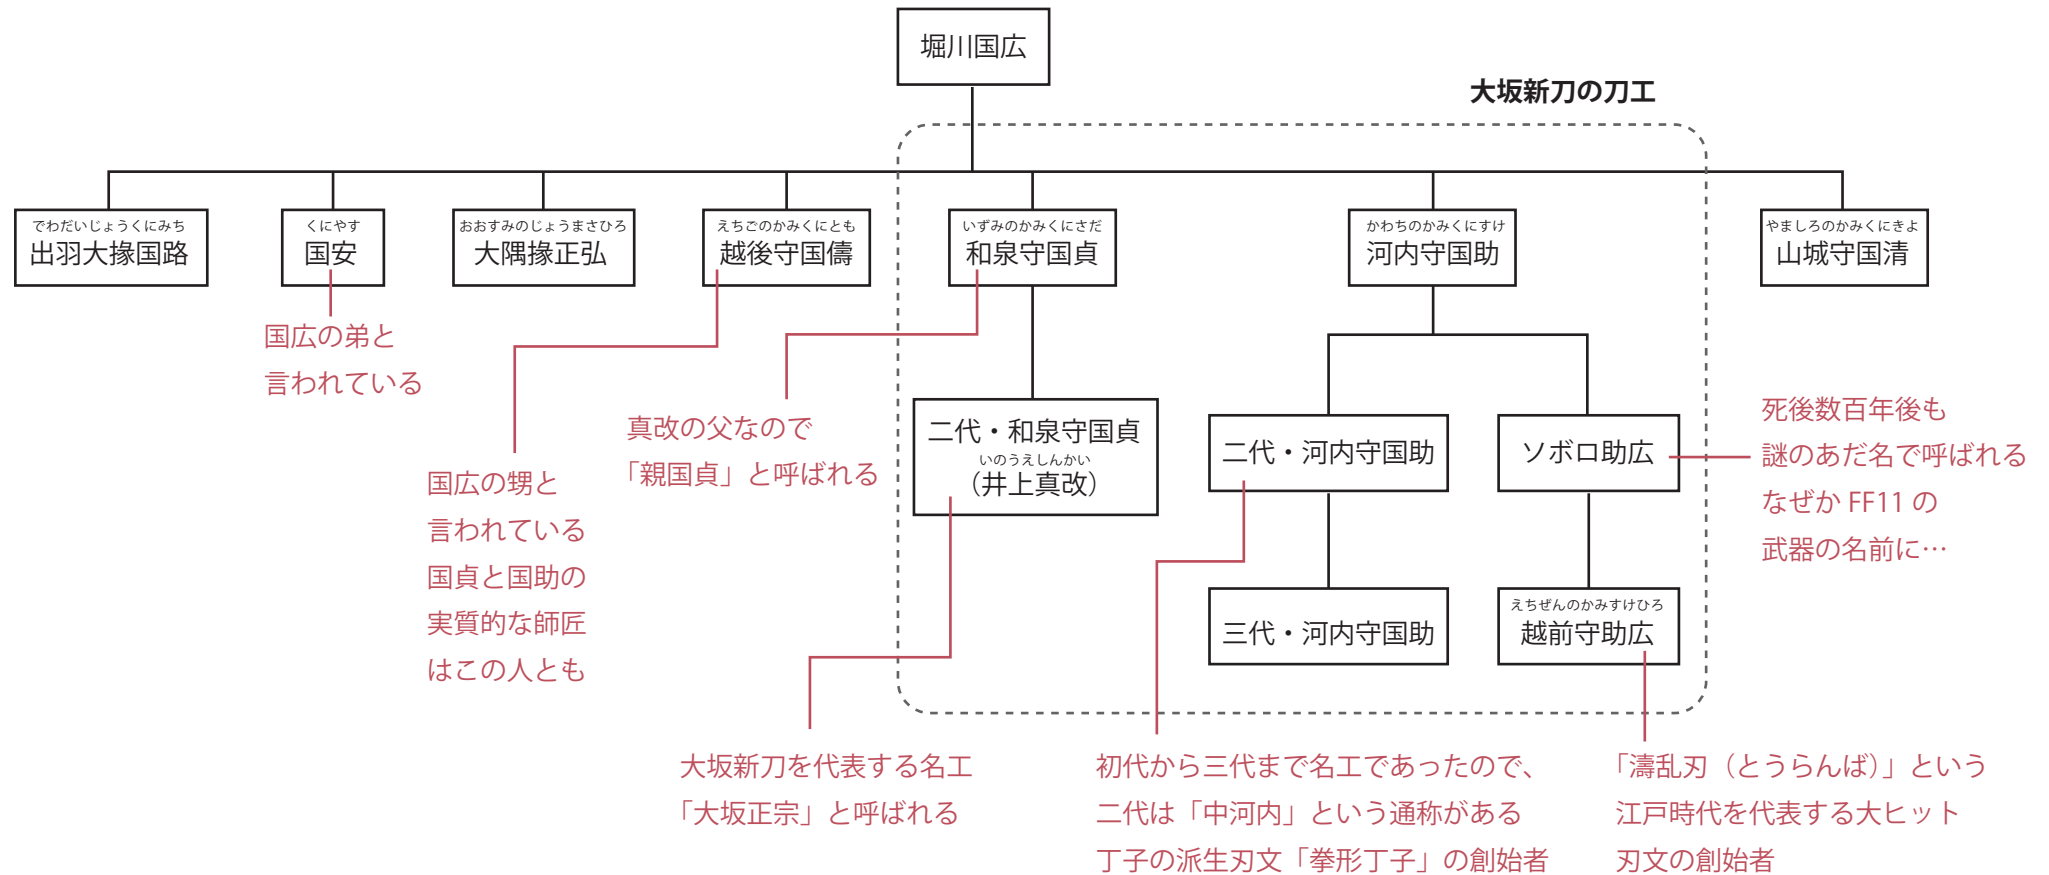 堀川国広
大坂新刀の刀工
でわだいじょうくにみち
出羽大掾国路
くにやす
国安
おおすみのじょうまさひろ
大隅掾正弘
えちごのかみくにとも
越後守国儔
いずみのかみくにさだ
和泉守国貞
かわちのかみくにすけ
河内守国助
やましろのかみくにきよ
山城守国清
国広の弟と
言われている
国広の甥と
言われている
国貞と国助の
実質的な師匠
はこの人とも
真改の父なので
「親国貞」と呼ばれる
二代・和泉守国貞
いのうえしんかい
（井上真改）
二代・河内守国助
ソボロ助広
死後数百年後も
謎のあだ名で呼ばれる
なぜか FF11 の
武器の名前に…
三代・河内守国助
えちぜんのかみすけひろ
越前守助広
大坂新刀を代表する名工
「大坂正宗」と呼ばれる
初代から三代まで名工であったので、
二代は「中河内」という通称がある
丁子の派生刃文「拳形丁子」の創始者
「濤乱刃（とうらんば）」という
江戸時代を代表する大ヒット
刃文の創始者